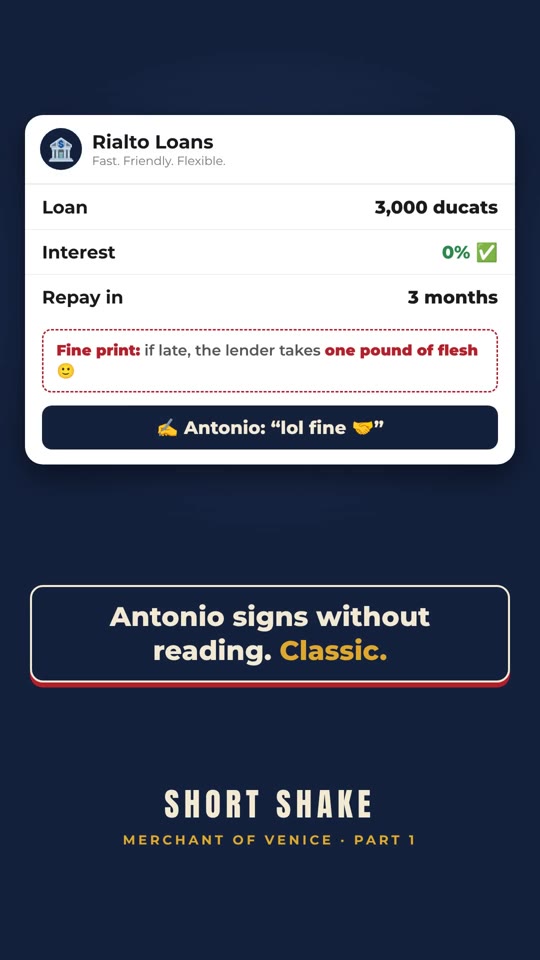 Rialto Loans
Fast. Friendly. Flexible.
Loan 3,000 ducats
Interest 0% ✅
Repay in 3 months
Fine print: if late, the lender takes one pound of flesh
🙂
✍️ Antonio: “lol fine 🤝”
Antonio signs without
reading. Classic.
SHORT SHAKE
MERCHANT OF VENICE · PART 1